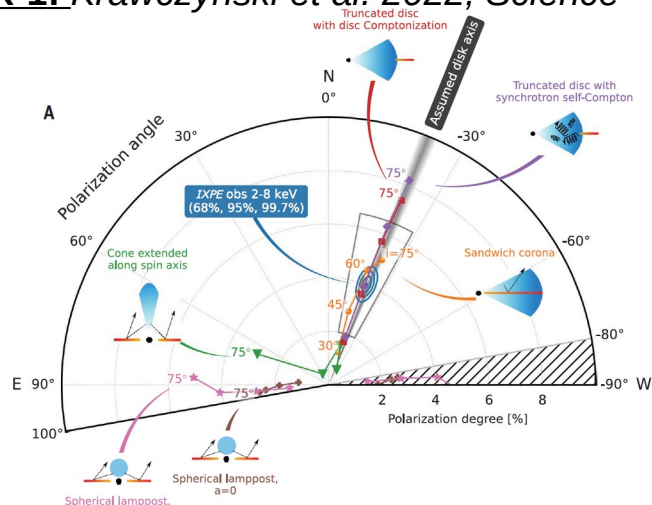 Krawczynski et al. 2022, Science
Truncated disc
with disc Comptonization
Assumed disk axis
Truncated disc with
synchrotron self-Compton
A
N
0°
Polarization angle
30°
-30°
IXPE obs 2-8 keV
(68%, 95%, 99.7%)
75°
75°
60°
-60°
Cone extended
along spin axis
60°
i=75°
Sandwich corona
45°
30°
-80°
75°
75°
75°
E 90°
-90° W
2 4 6 8
Polarization degree [%]
100°
Spherical lamppost,
a=0
Spherical lamppost,